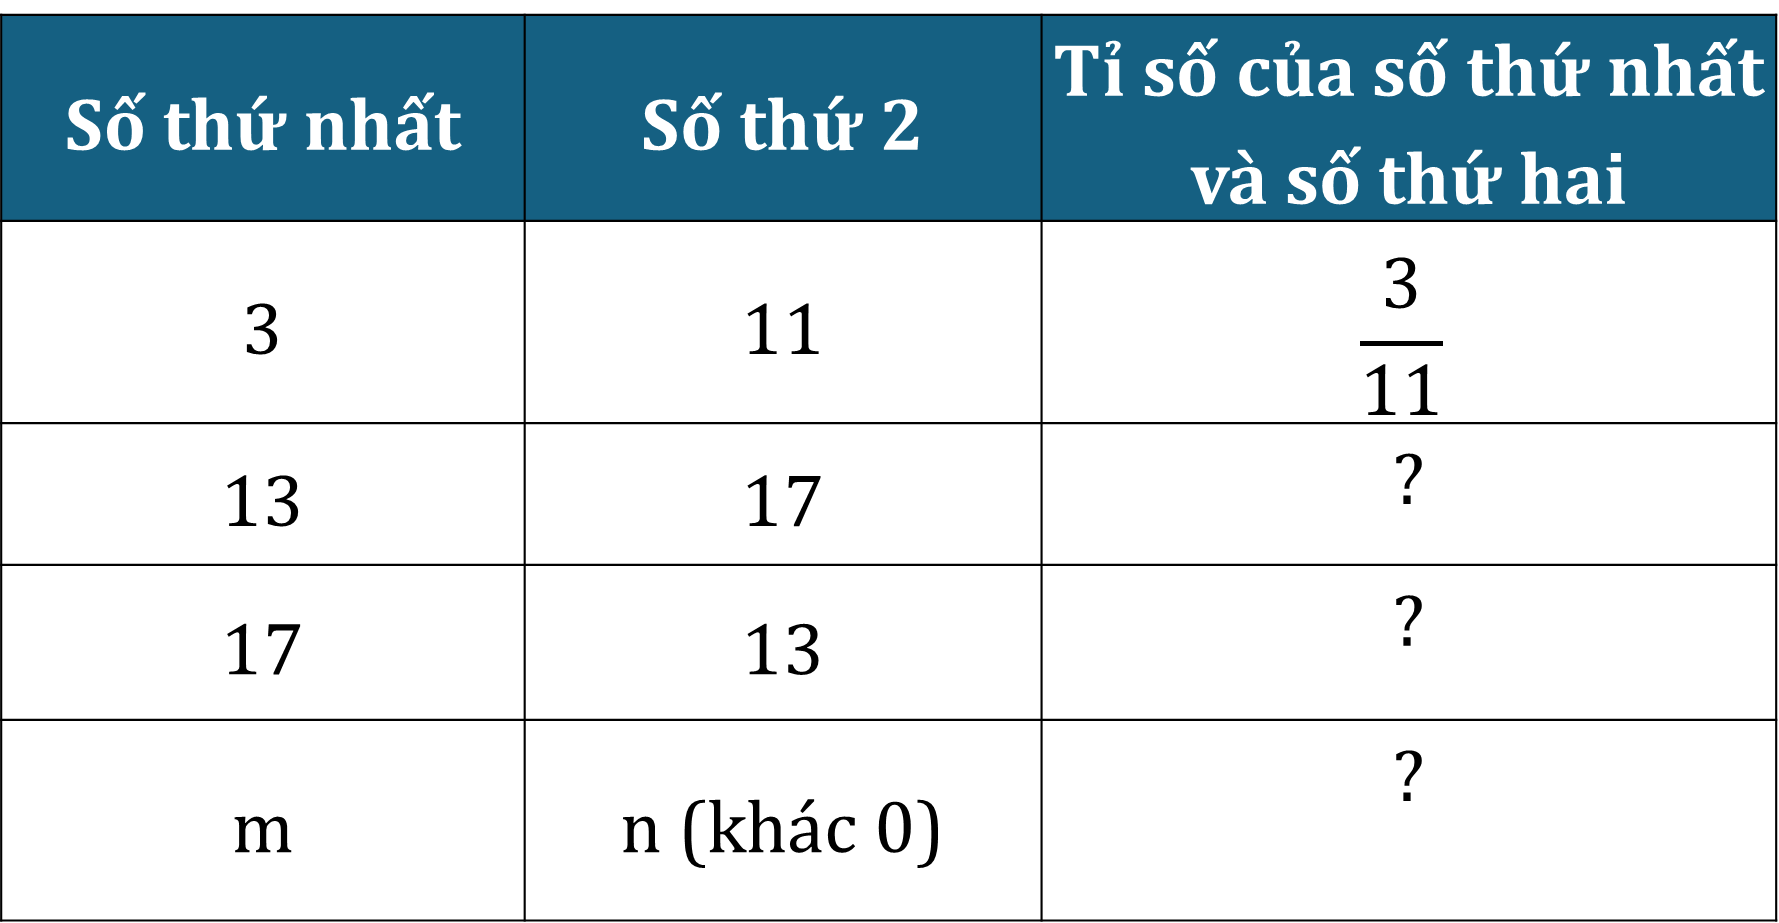 Số thứ nhất
Số thứ 2
Tỉ số của số thứ nhất
và số thứ hai
3
11
3
11
13
17
?
17
13
?
m
n (khác 0)
?